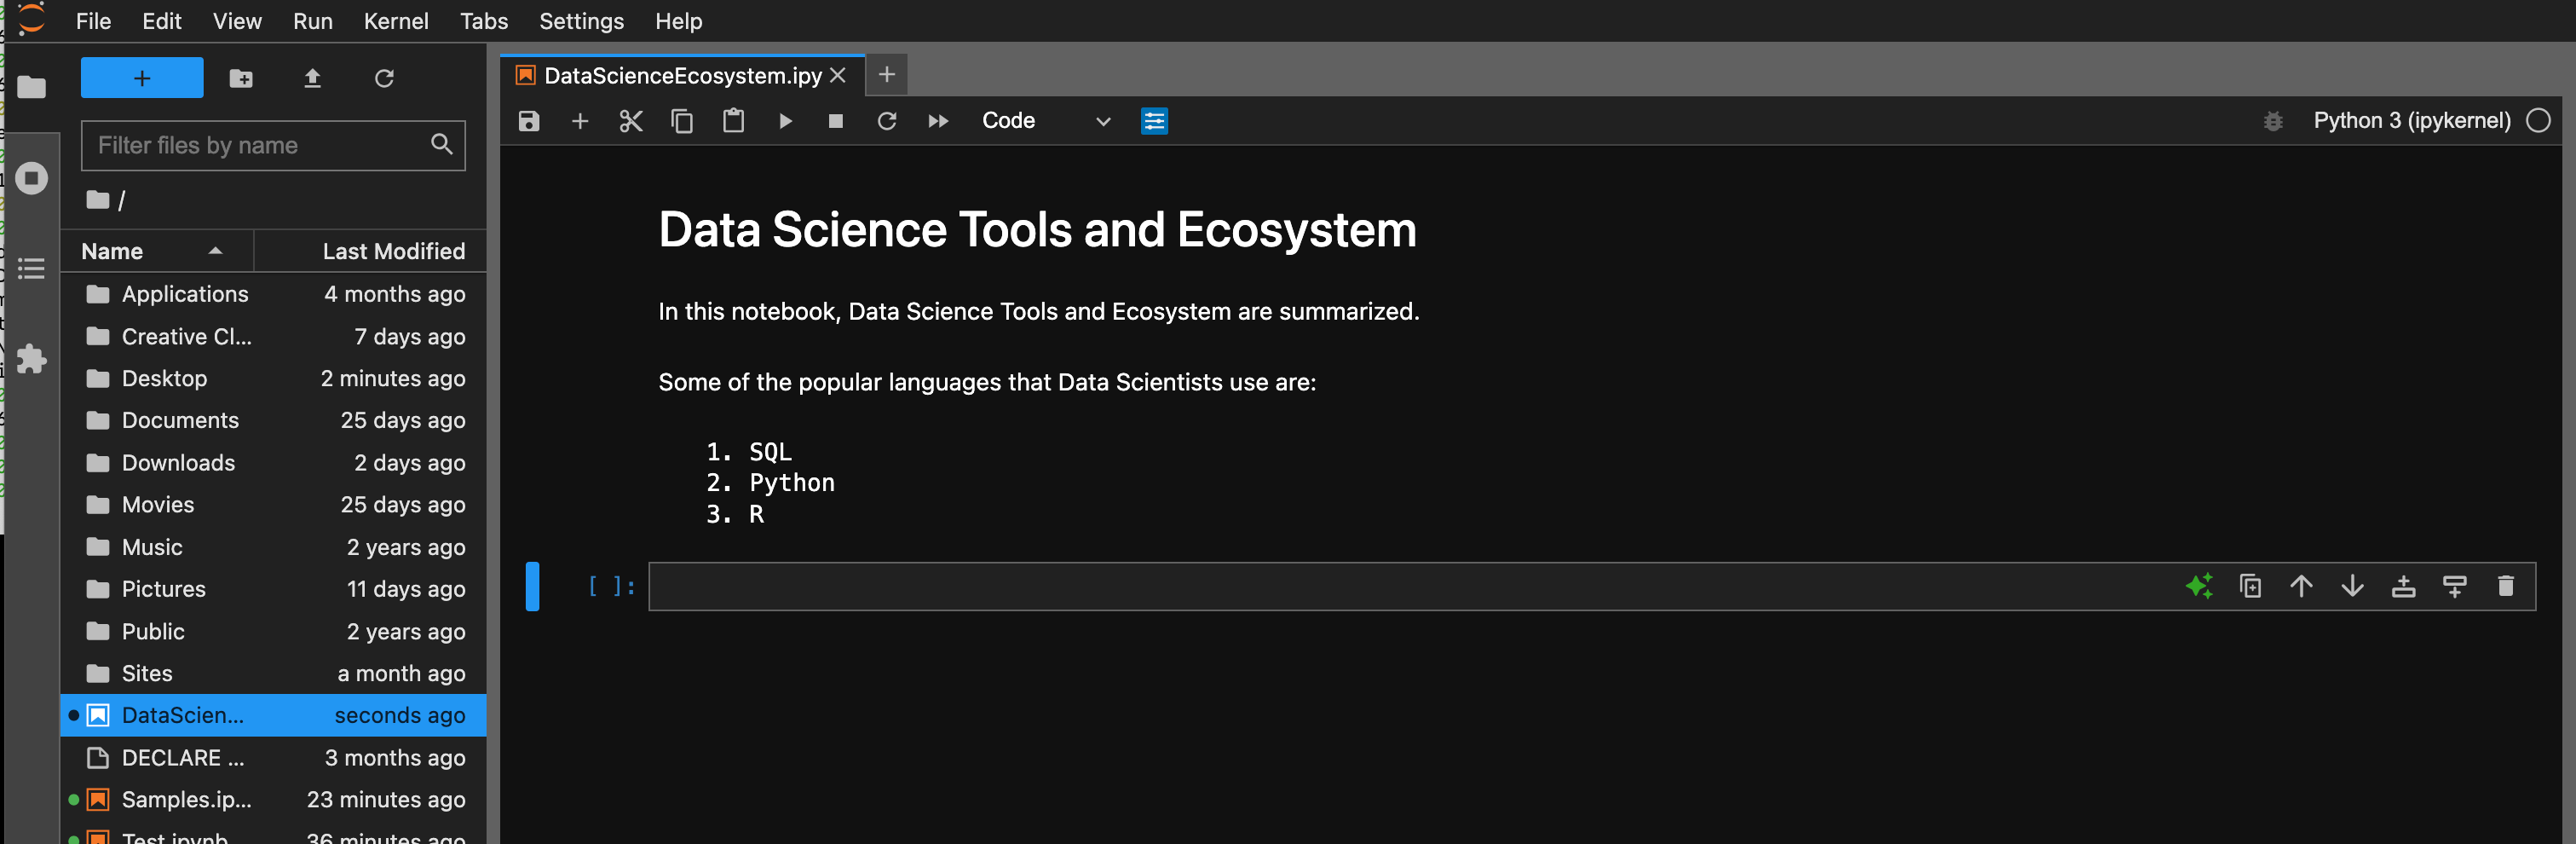 File Edit View Run Kernel Tabs Settings Help
Filter files by name
/
Name Last Modified
Applications 4 months ago
Creative Cl... 7 days ago
Desktop 2 minutes ago
Documents 25 days ago
Downloads 2 days ago
Movies 25 days ago
Music 2 years ago
Pictures 11 days ago
Public 2 years ago
Sites a month ago
DataScien... seconds ago
DECLARE ... 3 months ago
Samples.ip... 23 minutes ago
Test.ipynb 36 minutes ago
DataScienceEcosystem.ipy
Code
Python 3 (ipykernel)
Data Science Tools and Ecosystem
In this notebook, Data Science Tools and Ecosystem are summarized.
Some of the popular languages that Data Scientists use are:
1. SQL
2. Python
3. R
[ ]: